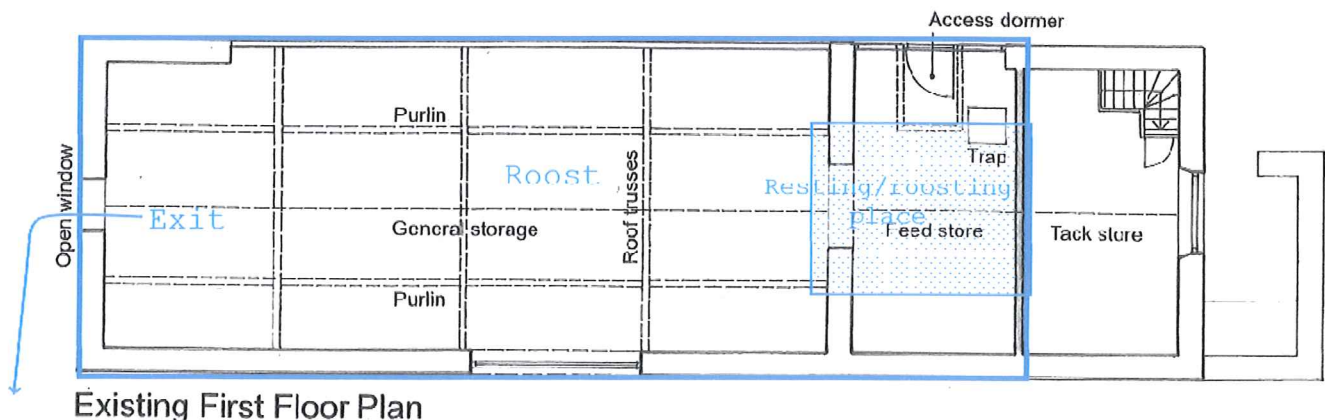 Access dormer
Purlin
Open window
Roost
Trap
Roof trusses
Resting/roosting
place
Exit
General storage
Feed store
Tack store
Purlin
Existing First Floor Plan